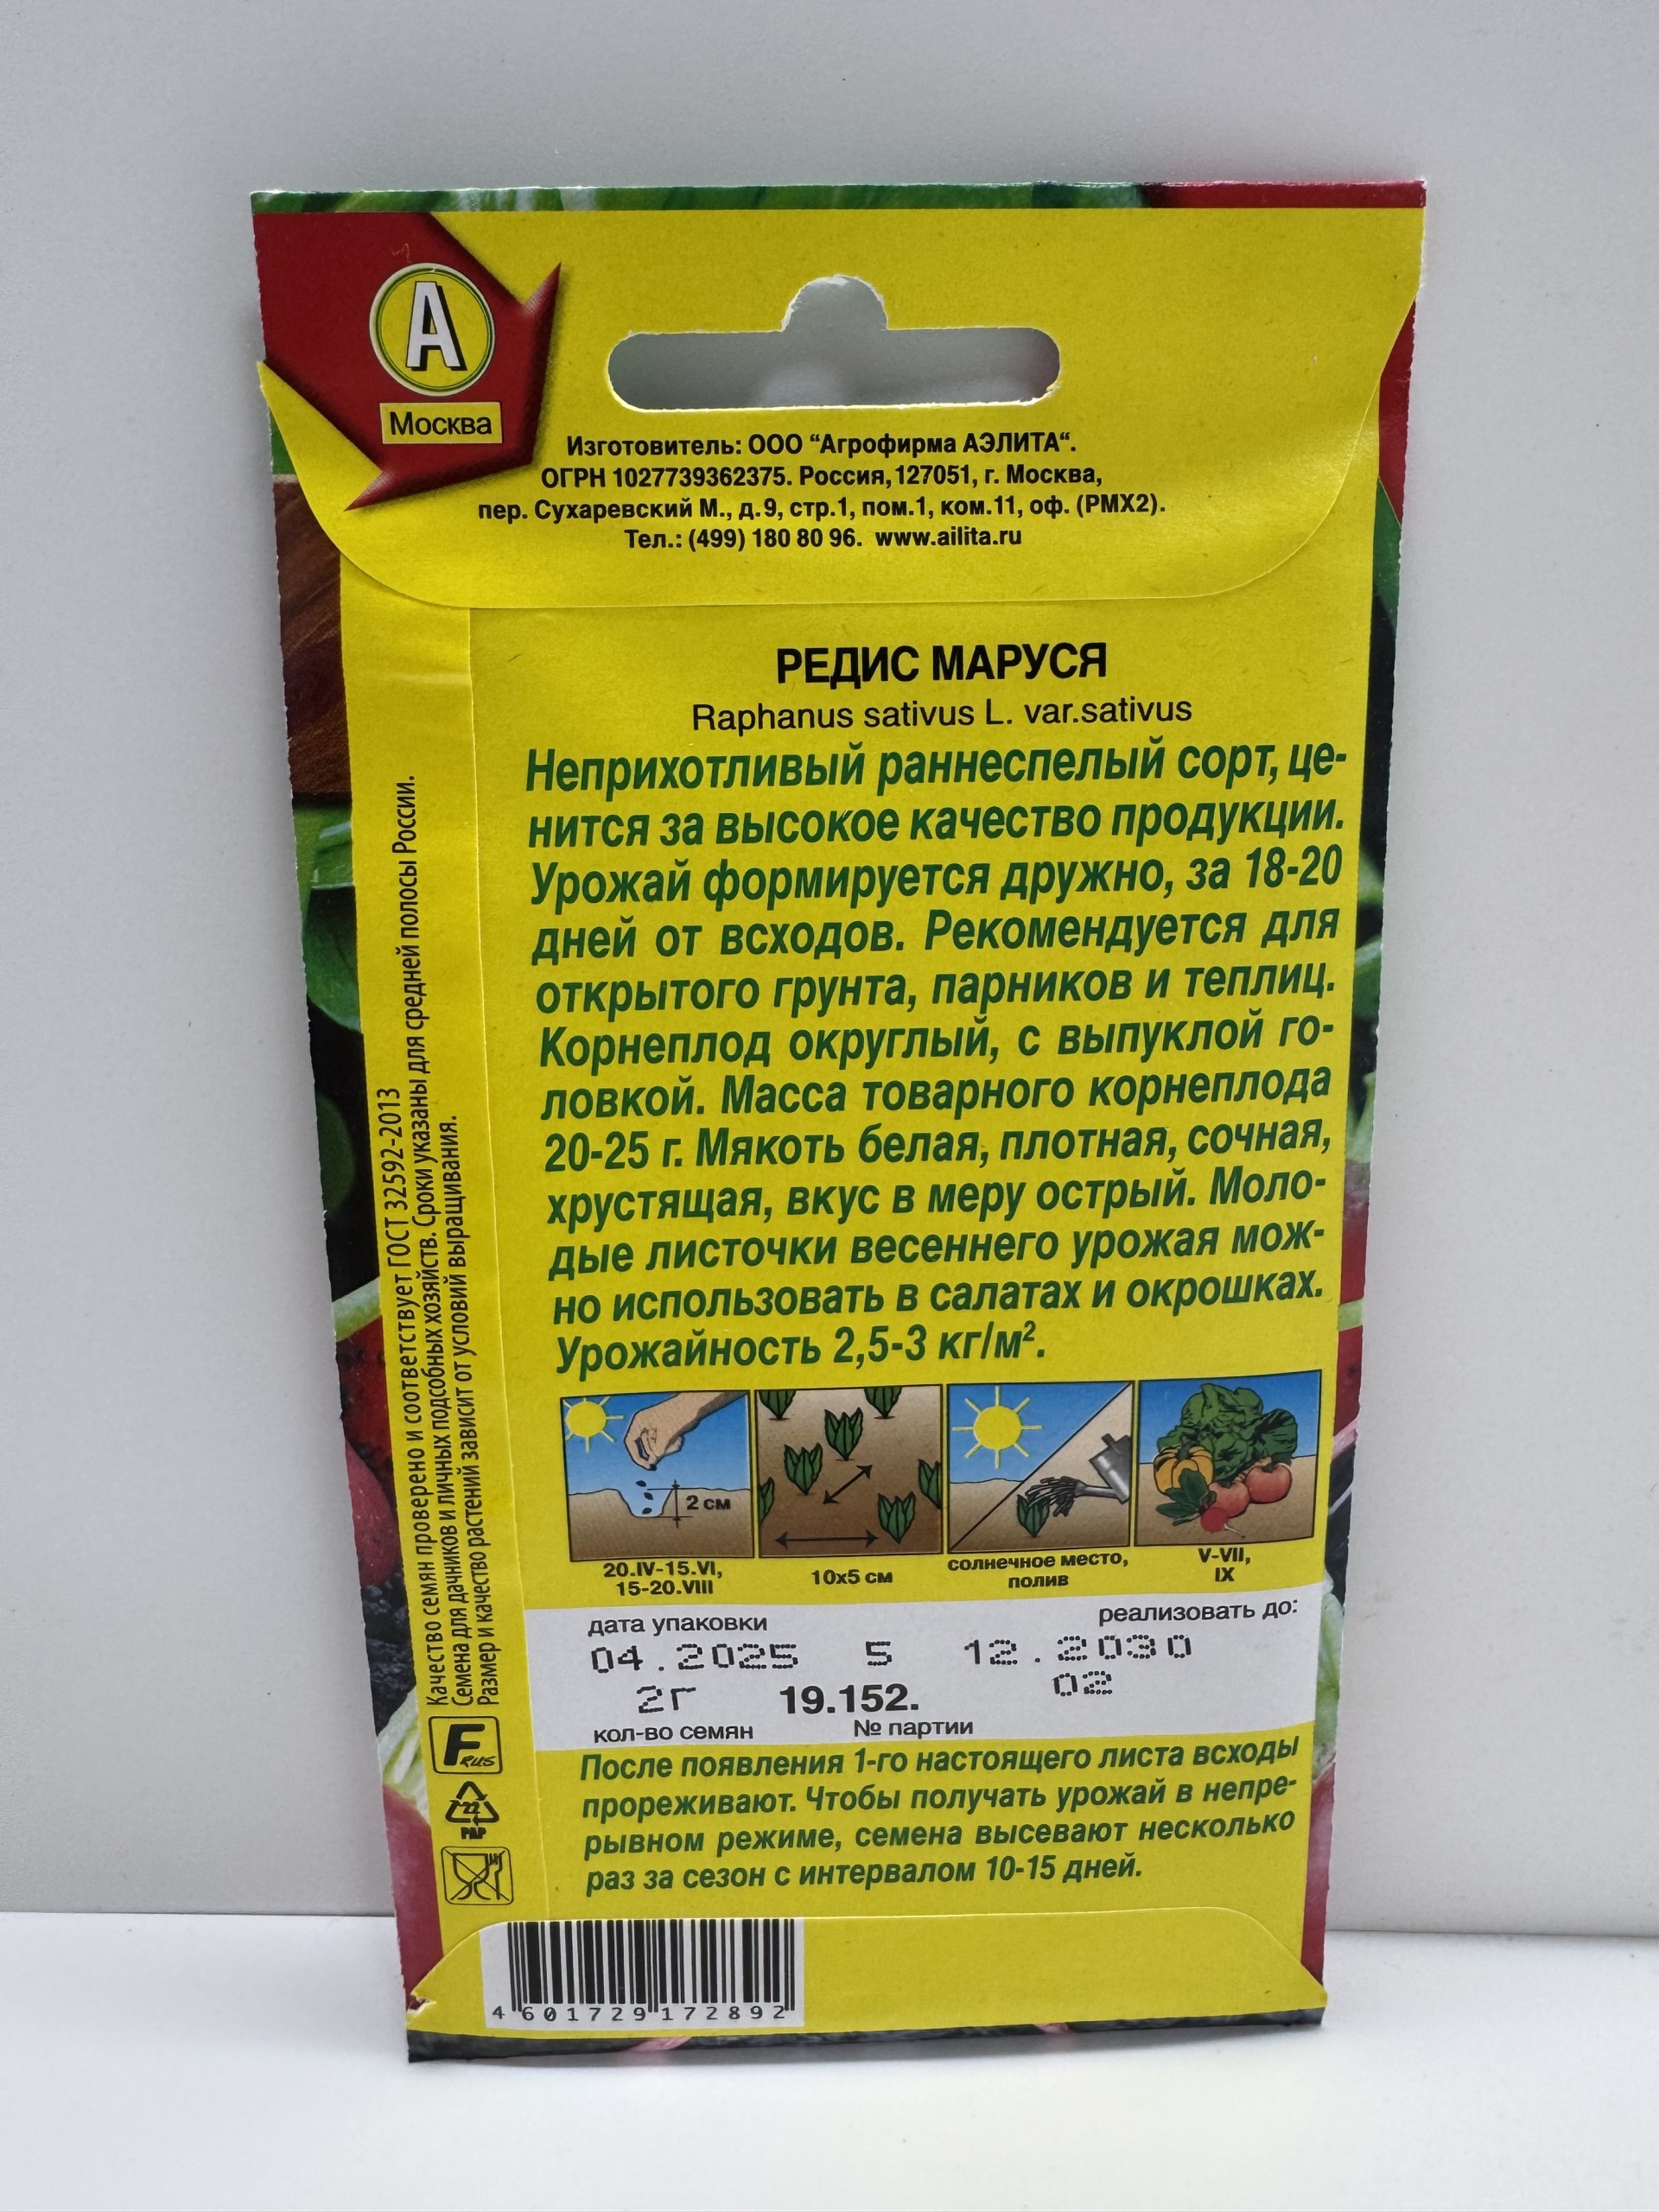 А
Москва
Изготовитель: ООО “Агрофирма АЭЛИТА“.
ОГРН 1027739362375. Россия, 127051, г. Москва,
пер. Сухаревский М., д.9, стр.1, пом.1, ком.11, оф. (РМХ2).
Тел.: (499) 180 80 96. www.ailita.ru
РЕДИС МАРУСЯ
Raphanus sativus L. var.sativus
Неприхотливый раннеспелый сорт, це-
нится за высокое качество продукции.
Урожай формируется дружно, за 18-20
дней от всходов. Рекомендуется для
открытого грунта, парников и теплиц.
Корнеплод округлый, с выпуклой го-
ловкой. Масса товарного корнеплода
20-25 г. Мякоть белая, плотная, сочная,
хрустящая, вкус в меру острый. Моло-
дые листочки весеннего урожая мож-
но использовать в салатах и окрошках.
Урожайность 2,5-3 кг/м².
2 см
20.IV-15.VI,
15-20.VIII
10х5 см
солнечное место,
полив
V-VII,
IX
дата упаковки
реализовать до:
04.2025 5 12.2030
02
2г 19.152.
кол-во семян № партии
После появления 1-го настоящего листа всходы
прореживают. Чтобы получать урожай в непре-
рывном режиме, семена высевают несколько
раз за сезон с интервалом 10-15 дней.
Качество семян проверено и соответствует ГОСТ 32592-2013
Семена для дачников и личных подсобных хозяйств. Сроки указаны для средней полосы России.
Размер и качество растений зависит от условий выращивания.
F RUS
22
PAP
4 601729 172892